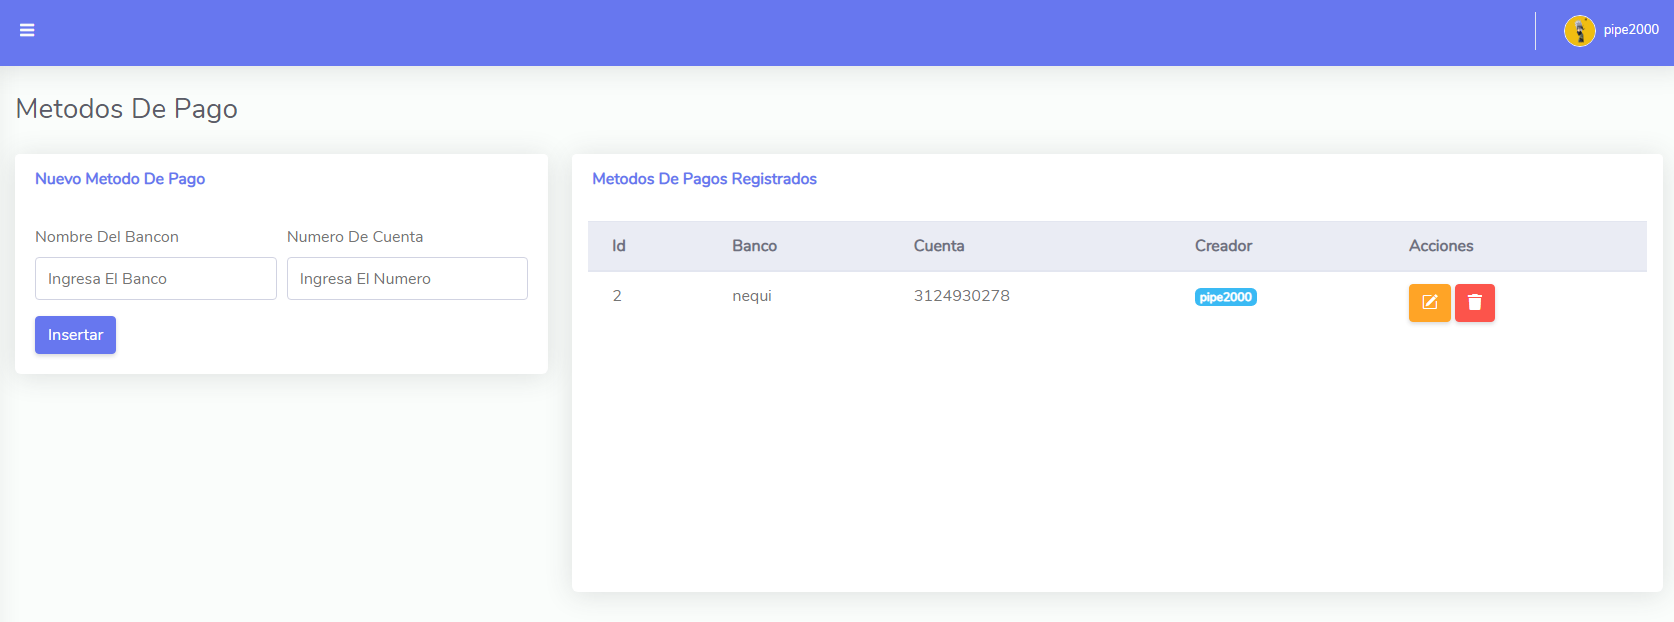 pipe2000
Metodos De Pago
Nuevo Metodo De Pago
Nombre Del Bancon Numero De Cuenta
Ingresa El Banco Ingresa El Numero
Insertar
Metodos De Pagos Registrados
Id Banco Cuenta Creador Acciones
2 nequi 3124930278 pipe2000